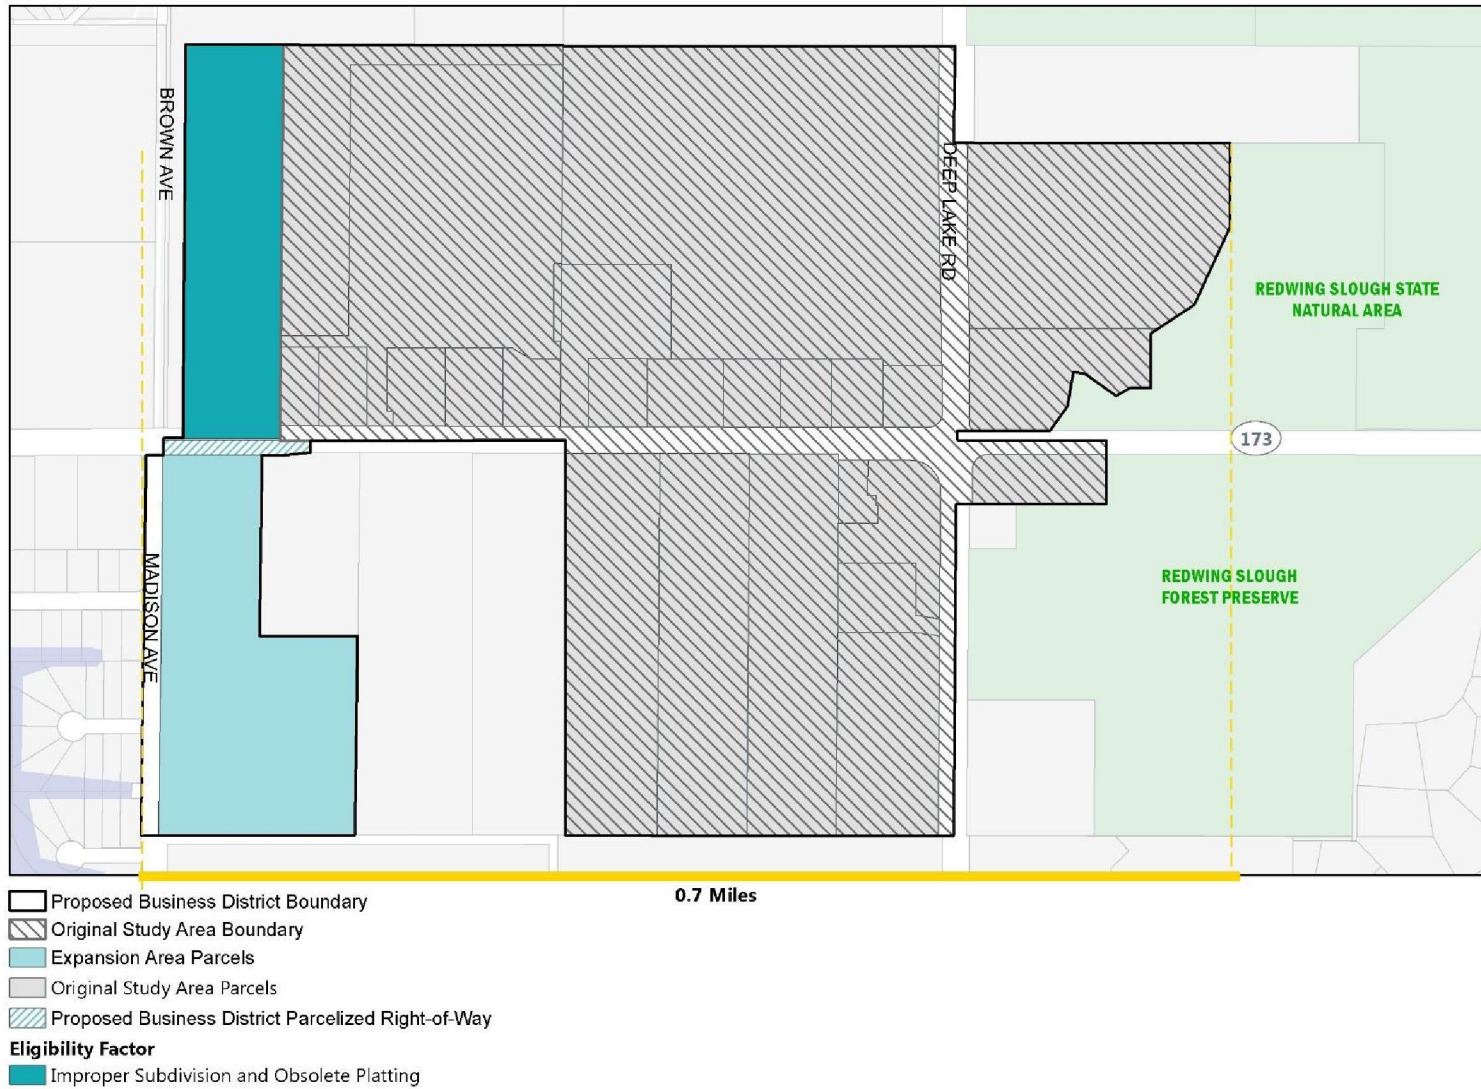 BROWN AVE
DEEP LAKE RD
REDWING SLOUGH STATE
NATURAL AREA
173
MADISON AVE
REDWING SLOUGH
FOREST PRESERVE
0.7 Miles
Proposed Business District Boundary
Original Study Area Boundary
Expansion Area Parcels
Original Study Area Parcels
Proposed Business District Parcelized Right-of-Way
Eligibility Factor
Improper Subdivision and Obsolete Platting